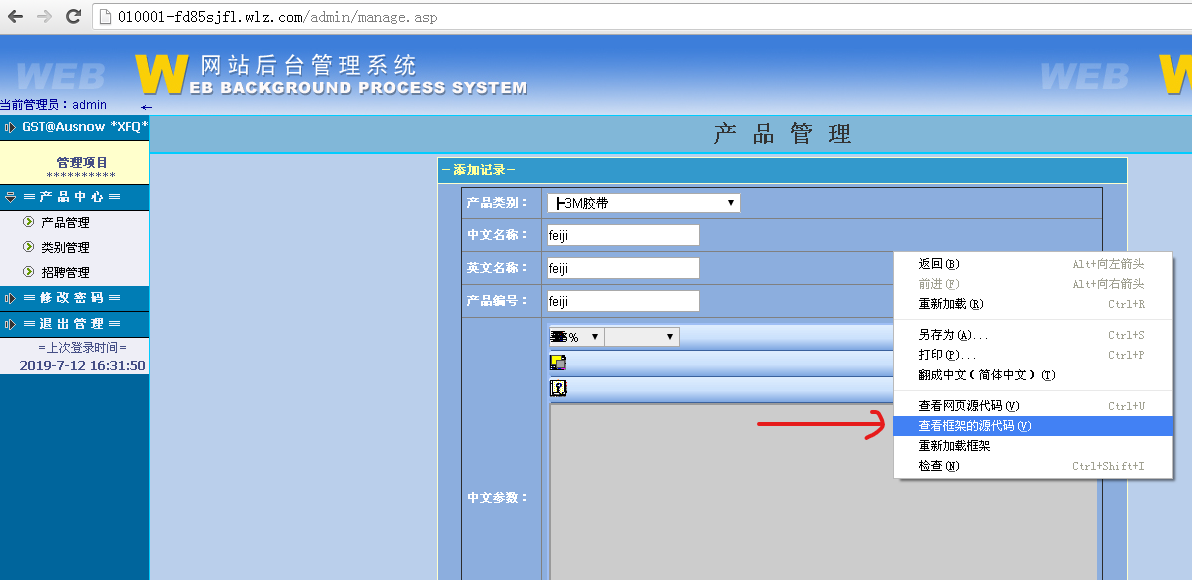 010001-fd85sjfl.wlz.com/admin/manage.asp
WEB
W 网站后台管理系统
EB BACKGROUND PROCESS SYSTEM
WEB
W
当前管理员：admin ←
GST@Ausnow *XFQ*
管理项目
**********
＝产品中心＝
产品管理
类别管理
招聘管理
＝修改密码＝
＝退出管理＝
=上次登录时间=
2019-7-12 16:31:50
产 品 管 理
－添加记录－
产品类别： ├3M胶带
中文名称： feiji
英文名称： feiji
产品编号： feiji
%
中文参数：
返回(B) Alt+向左箭头
前进(F) Alt+向右箭头
重新加载(R) Ctrl+R
另存为(A)... Ctrl+S
打印(P)... Ctrl+P
翻成中文（简体中文）(T)
查看网页源代码(V) Ctrl+U
查看框架的源代码(V)
重新加载框架
检查(N) Ctrl+Shift+I